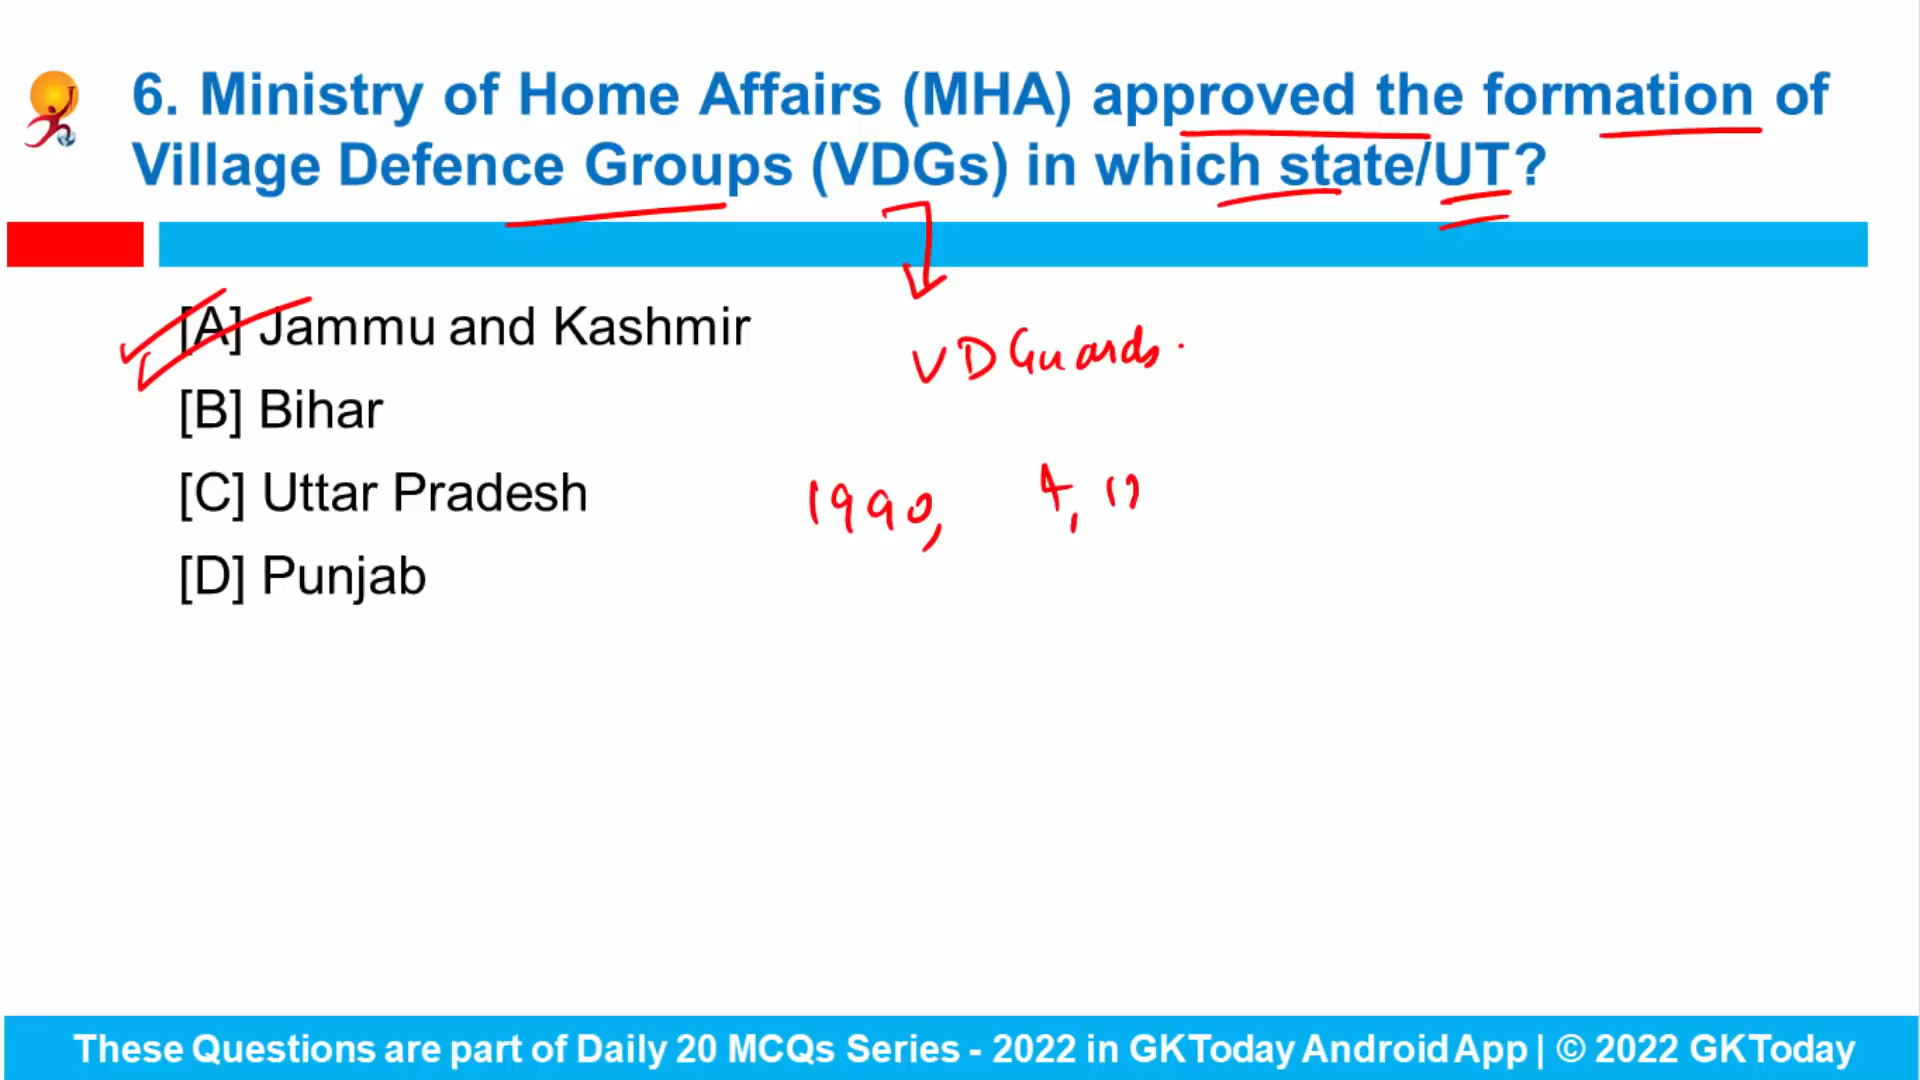 6. Ministry of Home Affairs (MHA) approved the formation of
Village Defence Groups (VDGs) in which state/UT?
[A] Jammu and Kashmir
VD Guards.
[B] Bihar
[C] Uttar Pradesh
1990,
[D] Punjab
These Questions are part of Daily 20 MCQs Series - 2022 in GKToday Android App | © 2022 GKToday